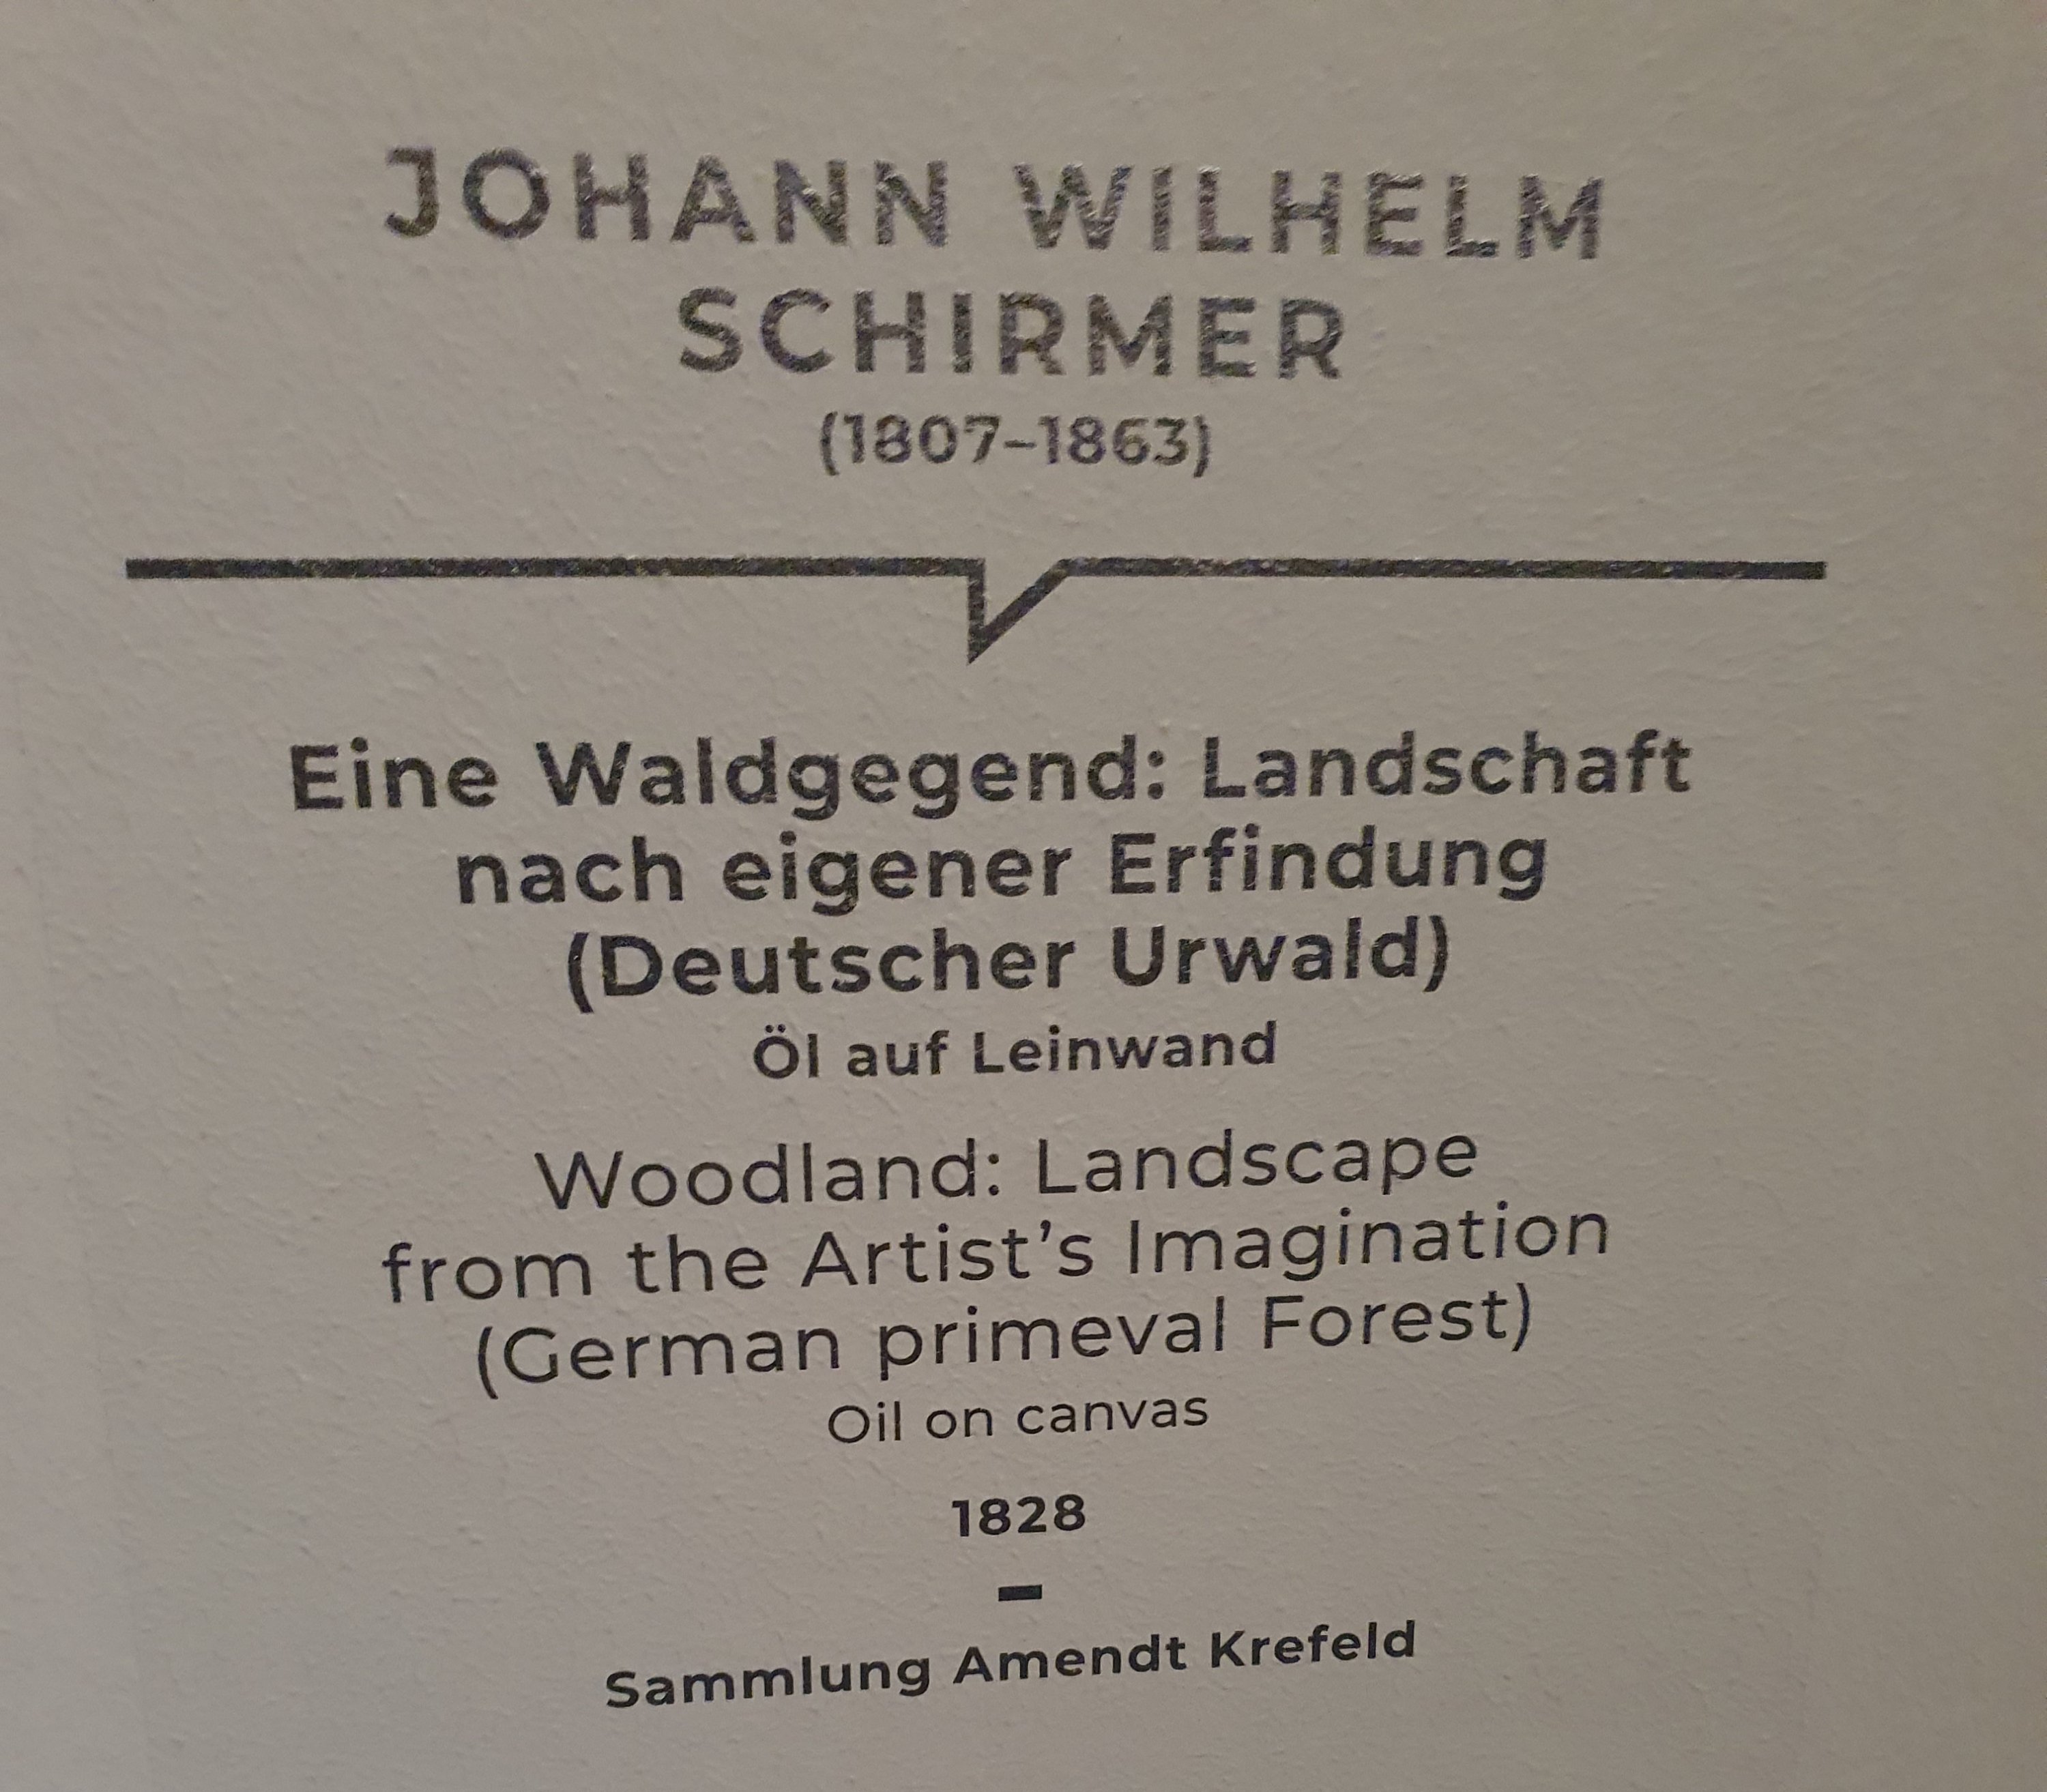 JOHANN WILHELM
SCHIRMER
(1807–1863)
Eine Waldgegend: Landschaft
nach eigener Erfindung
(Deutscher Urwald)
Öl auf Leinwand
Woodland: Landscape
from the Artist’s Imagination
(German primeval Forest)
Oil on canvas
1828
–
Sammlung Amendt Krefeld